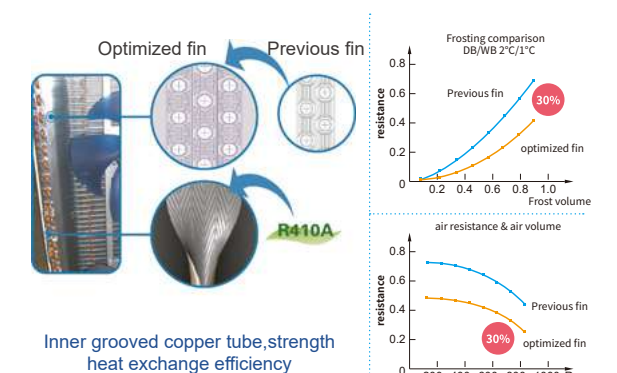 Optimized fin
Previous fin
R410A
Inner grooved copper tube,strength
heat exchange efficiency
Frosting comparison
DB/WB 2°C/1°C
resistance
0.8
0.6
0.4
0.2
0
Previous fin
30%
optimized fin
0.2 0.4 0.6 0.8 1.0
Frost volume
air resistance & air volume
resistance
0.8
0.6
0.4
0.2
0
Previous fin
30%
optimized fin